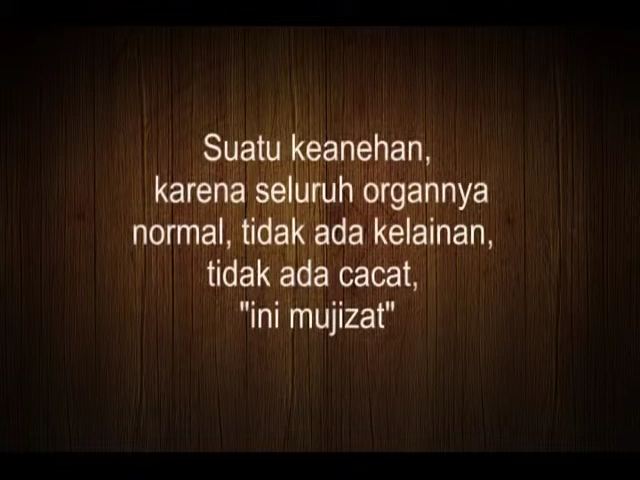 Suatu keanehan,
karena seluruh organnya
normal, tidak ada kelainan,
tidak ada cacat,
"ini mujizat"